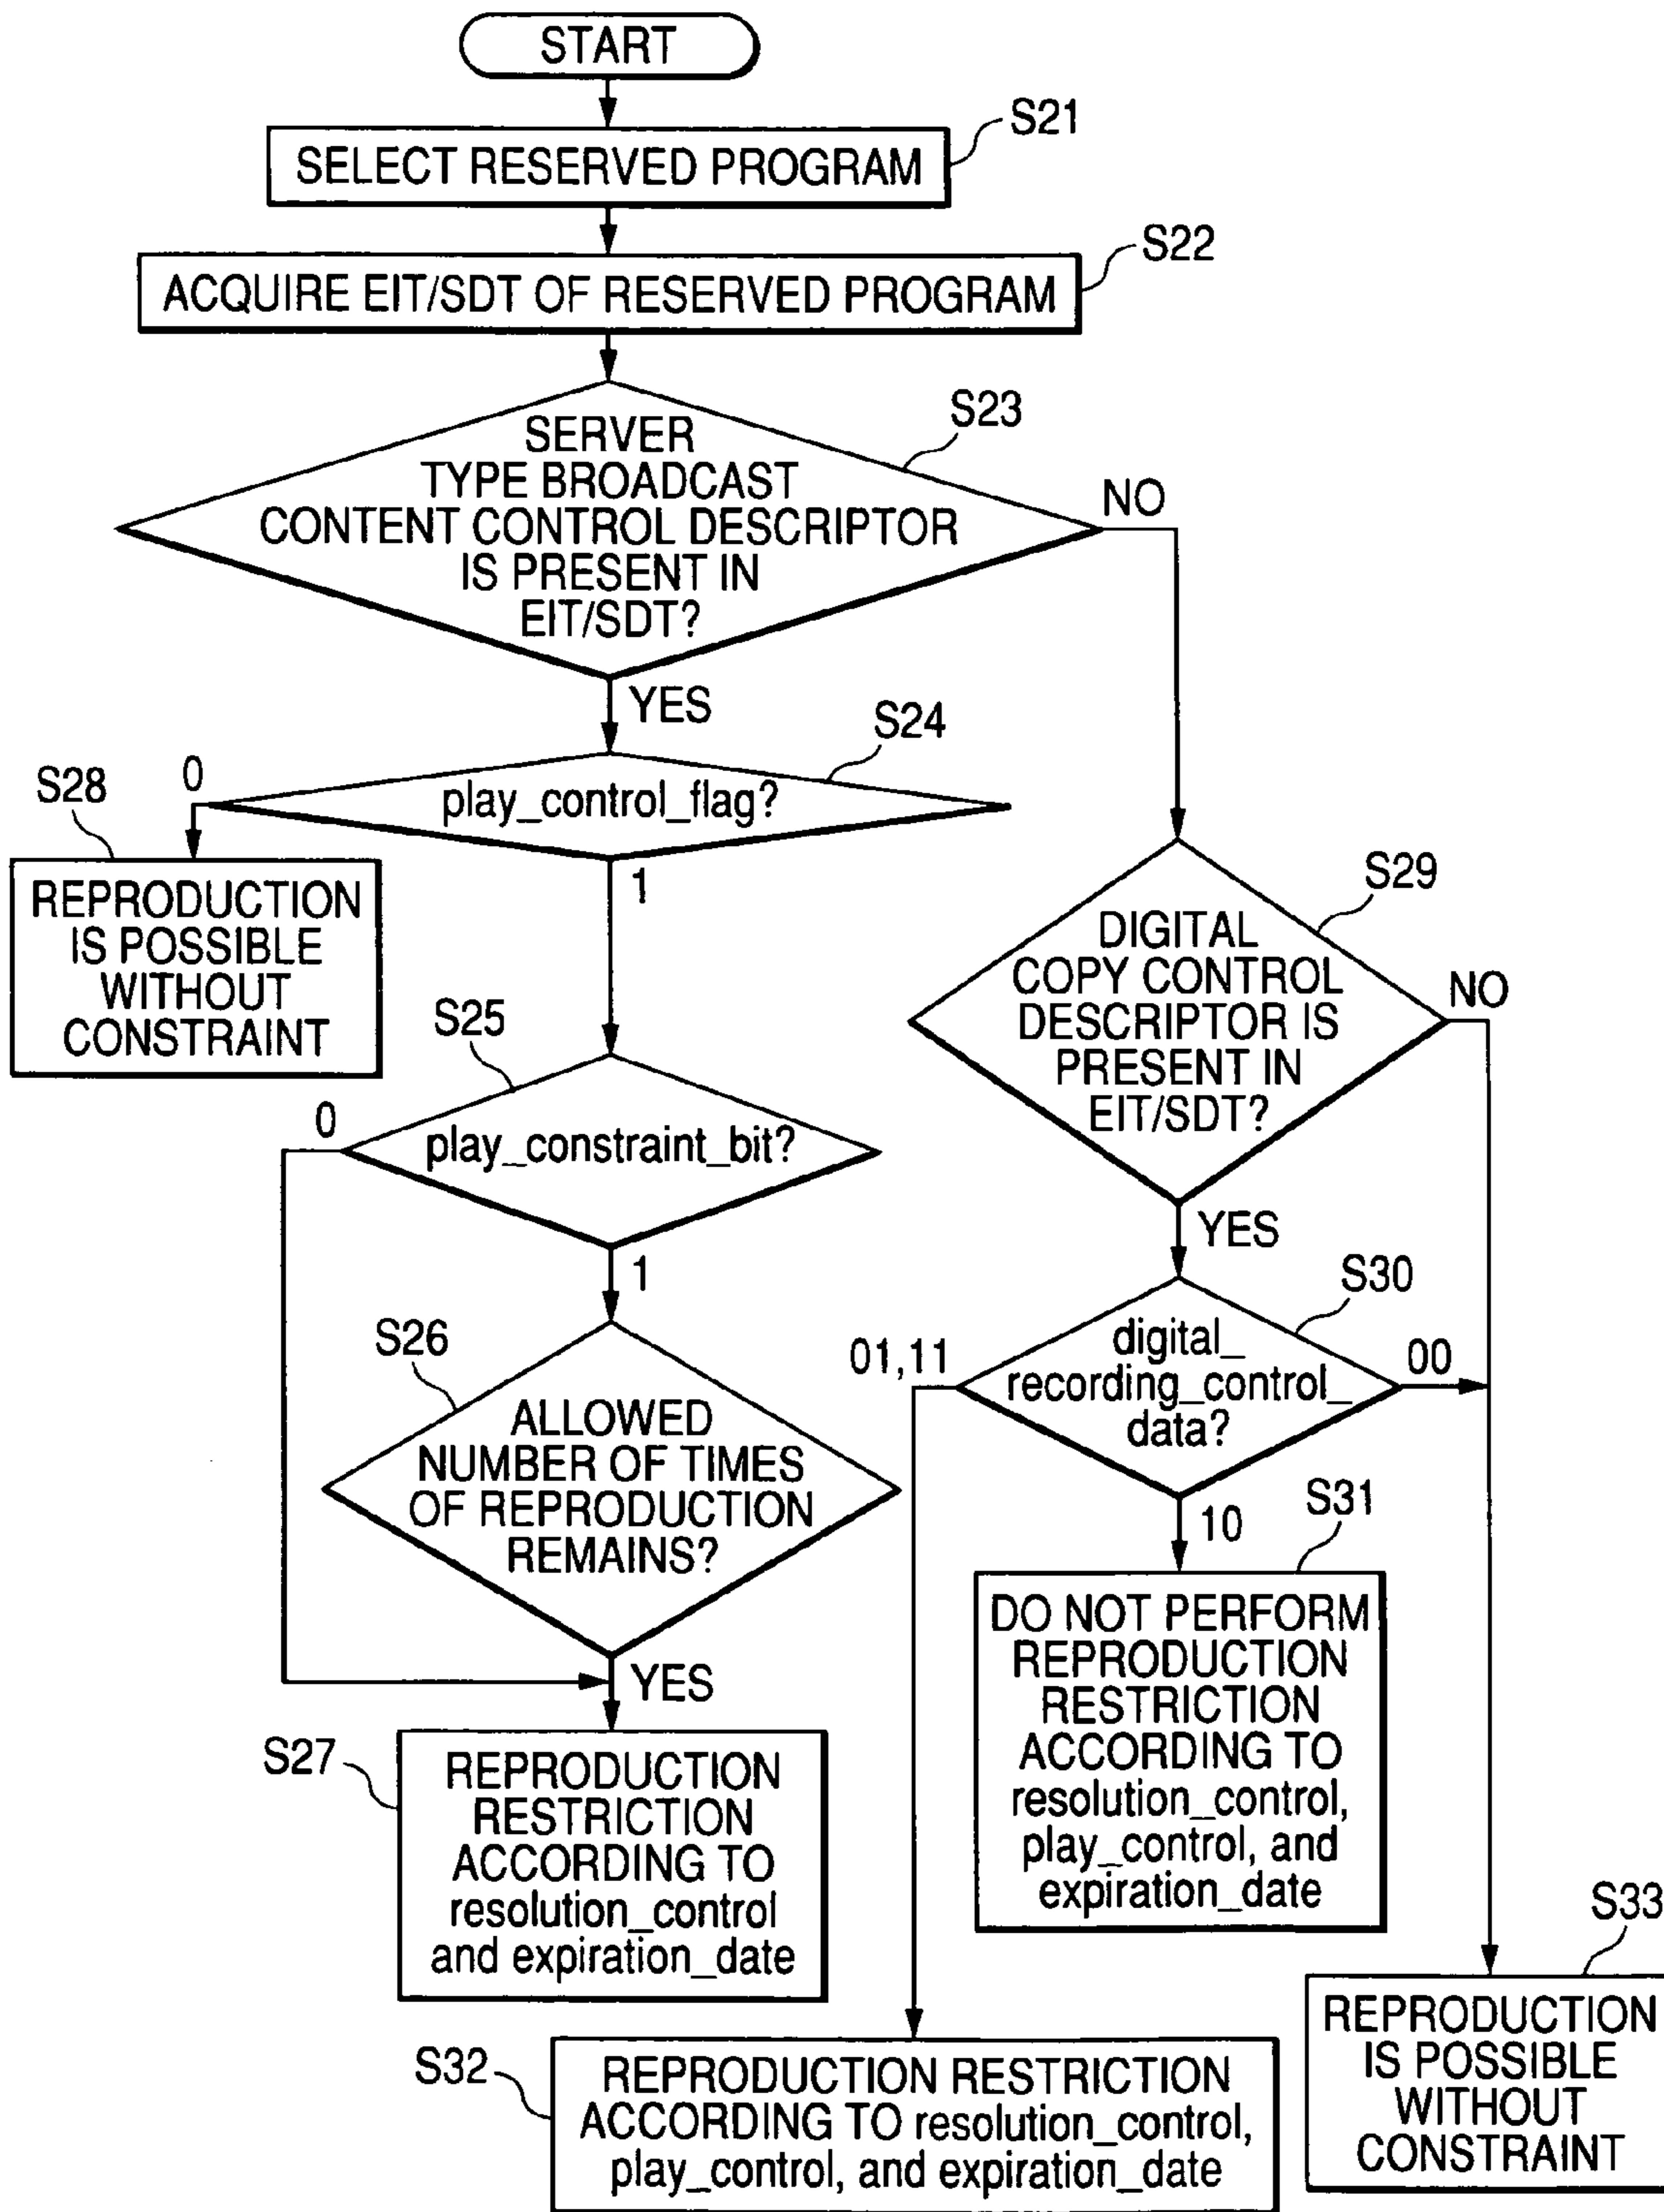 START
S21
SELECT RESERVED PROGRAM
S22
ACQUIRE EIT/SDT OF RESERVED PROGRAM
S23
SERVER
TYPE BROADCAST
CONTENT CONTROL DESCRIPTOR
IS PRESENT IN
EIT/SDT?
NO
YES
S24
play_control_flag?
0
1
S28
REPRODUCTION
IS POSSIBLE
WITHOUT
CONSTRAINT
S25
play_constraint_bit?
0
1
S26
ALLOWED
NUMBER OF TIMES
OF REPRODUCTION
REMAINS?
YES
S27
REPRODUCTION
RESTRICTION
ACCORDING TO
resolution_control
and expiration_date
S29
DIGITAL
COPY CONTROL
DESCRIPTOR IS
PRESENT IN
EIT/SDT?
NO
YES
S30
digital_
recording_control_
data?
01,11
00
10
S31
DO NOT PERFORM
REPRODUCTION
RESTRICTION
ACCORDING TO
resolution_control,
play_control, and
expiration_date
S32
REPRODUCTION RESTRICTION
ACCORDING TO resolution_control,
play_control, and expiration_date
S33
REPRODUCTION
IS POSSIBLE
WITHOUT
CONSTRAINT